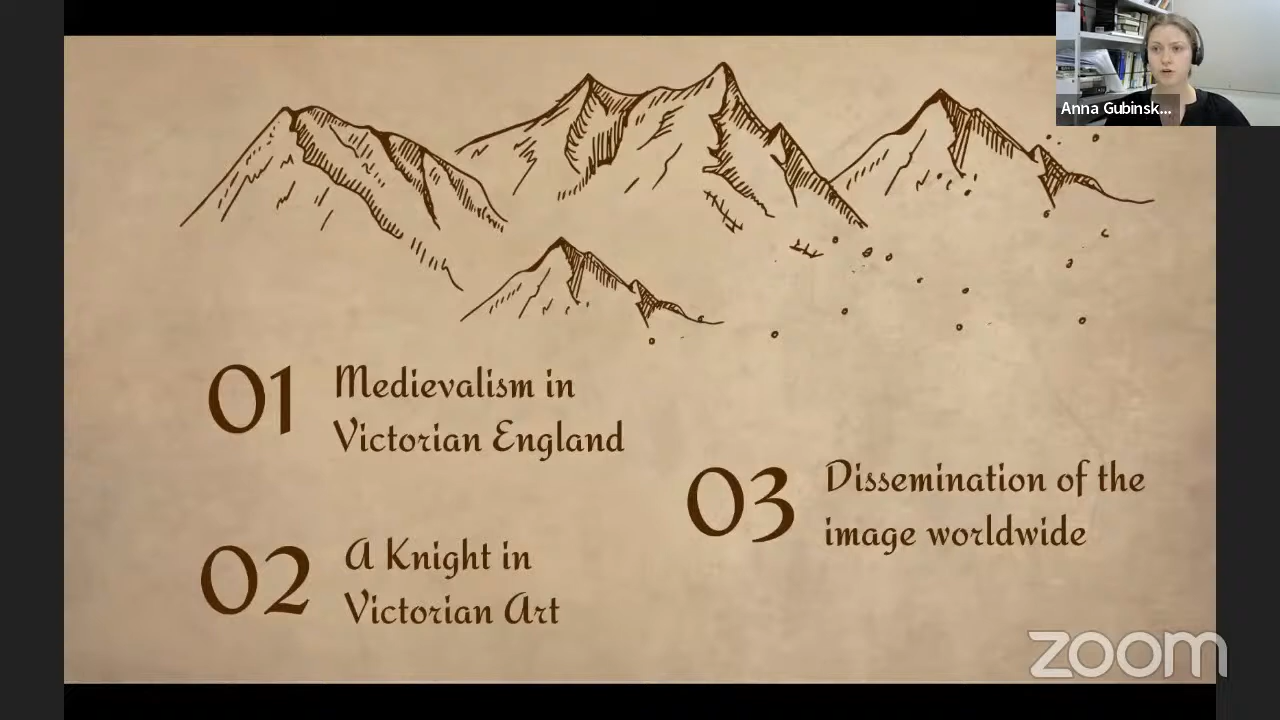 Anna Gubinsk...
01
Medievalism in
Victorian England
02
A Knight in
Victorian Art
03
Dissemination of the
image worldwide
zoom